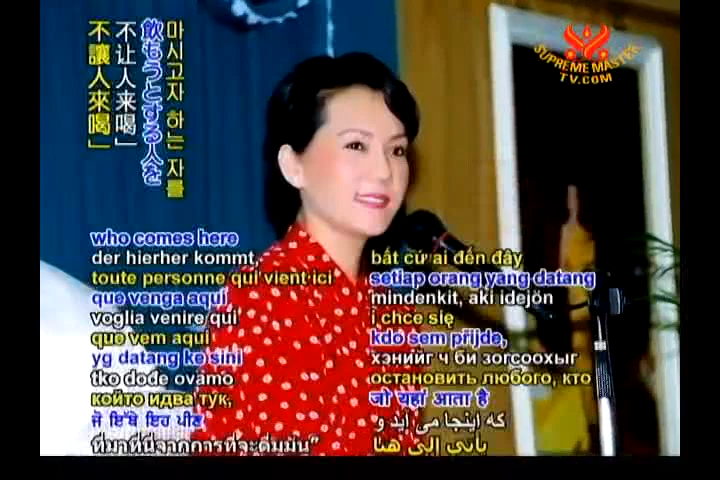 SUPREME MASTER
TV.COM
마시고자 하는 자를
飲もうとする人を
不让人来喝」
不讓人來喝」
who comes here
der hierher kommt,
toute personne qui vient ici
que venga aquí
voglia venire qui
que vem aqui
yg datang ke sini
tko dođe ovamo
който идва тук,
ਜੋ ਇੱਥੇ ਇਹ ਪੀਣ
ที่มาที่นี่จากการที่จะดื่มมัน"
bất cứ ai đến đây
setiap orang yang datang
mindenkit, aki idejön
i chce się
kdo sem přijde,
хэнийг ч би зогсоохыг
остановить любого, кто
जो यहाँ आता है
که اینجا می آید و
يأتي إلى هنا